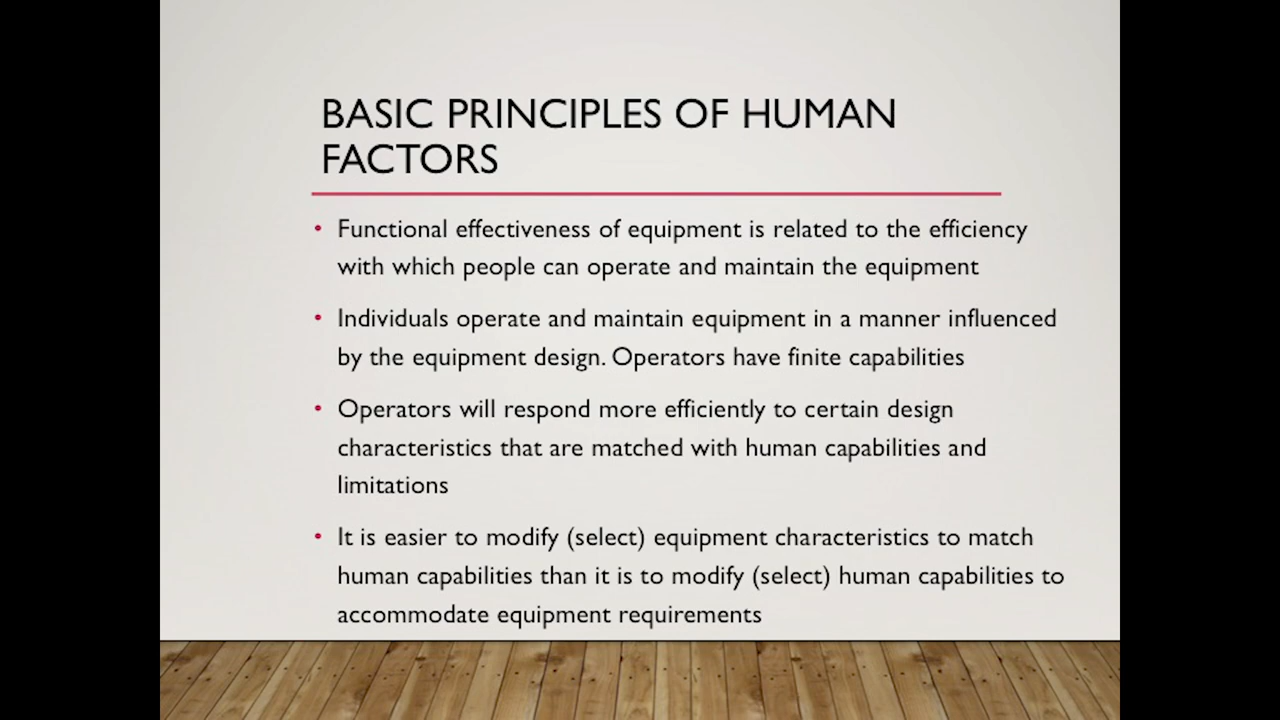 BASIC PRINCIPLES OF HUMAN
FACTORS
• Functional effectiveness of equipment is related to the efficiency
with which people can operate and maintain the equipment
• Individuals operate and maintain equipment in a manner influenced
by the equipment design. Operators have finite capabilities
• Operators will respond more efficiently to certain design
characteristics that are matched with human capabilities and
limitations
• It is easier to modify (select) equipment characteristics to match
human capabilities than it is to modify (select) human capabilities to
accommodate equipment requirements